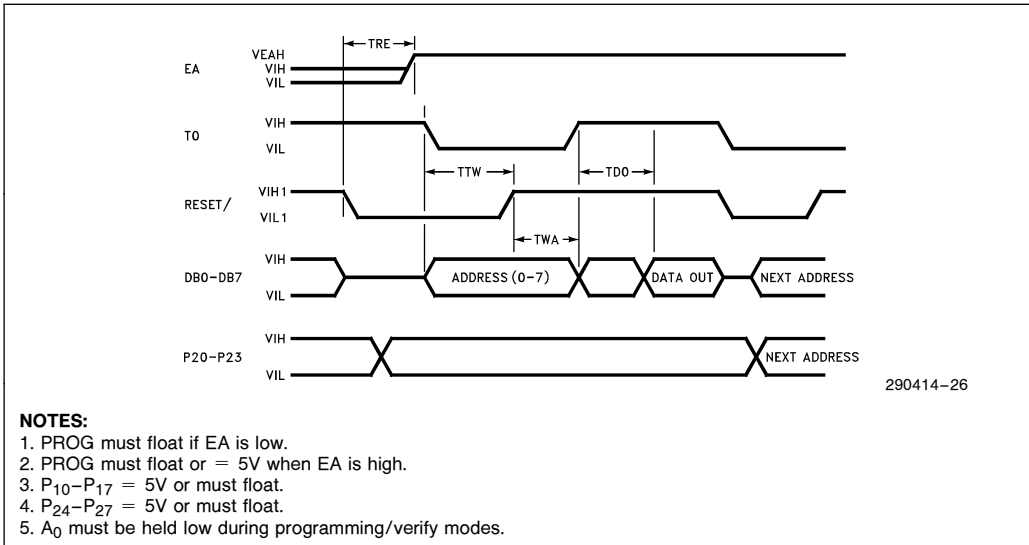 TRE
VEAH
EA VIH
VIL
T0 VIH
VIL
TTW TDO
RESET/ VIH1
VIL1
TWA
DB0–DB7 VIH
ADDRESS (0–7) DATA OUT NEXT ADDRESS
VIL
P20–P23 VIH
NEXT ADDRESS
VIL
290414–26
NOTES:
1. PROG must float if EA is low.
2. PROG must float or = 5V when EA is high.
3. P10–P17 = 5V or must float.
4. P24–P27 = 5V or must float.
5. A0 must be held low during programming/verify modes.